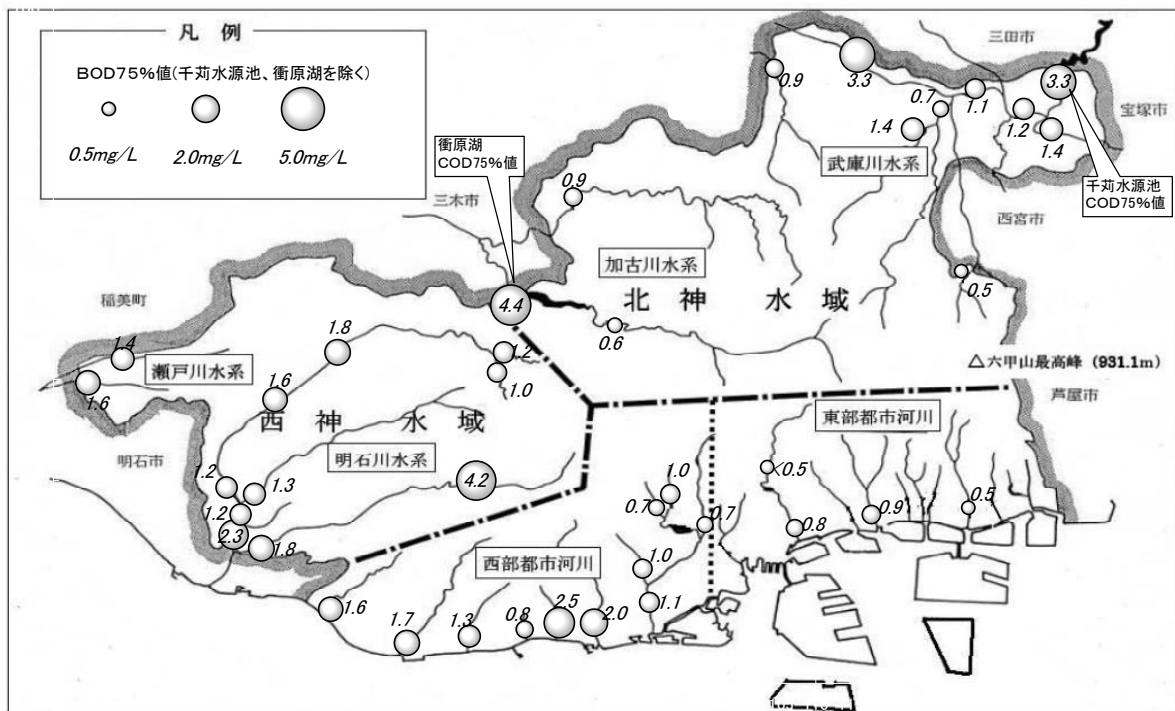 凡 例
BOD75%値(千苅水源池、衝原湖を除く)
0.5mg/L
2.0mg/L
5.0mg/L
三田市
宝塚市
西宮市
芦屋市
三木市
稲美町
明石市
衝原湖
COD75%値
千苅水源池
COD75%値
武庫川水系
加古川水系
北 神 水 域
瀬戸川水系
西 神 水 域
明石川水系
△六甲山最高峰 (931.1m)
東部都市河川
西部都市河川
0.9
3.3
0.7
1.1
3.3
1.2
1.4
1.4
0.9
0.5
4.4
0.6
1.8
1.2
1.0
1.4
1.6
1.6
1.2
1.3
1.2
2.3
1.8
4.2
1.0
0.7
0.7
0.5
0.8
0.9
0.5
1.0
1.1
1.6
1.7
1.3
0.8
2.5
2.0